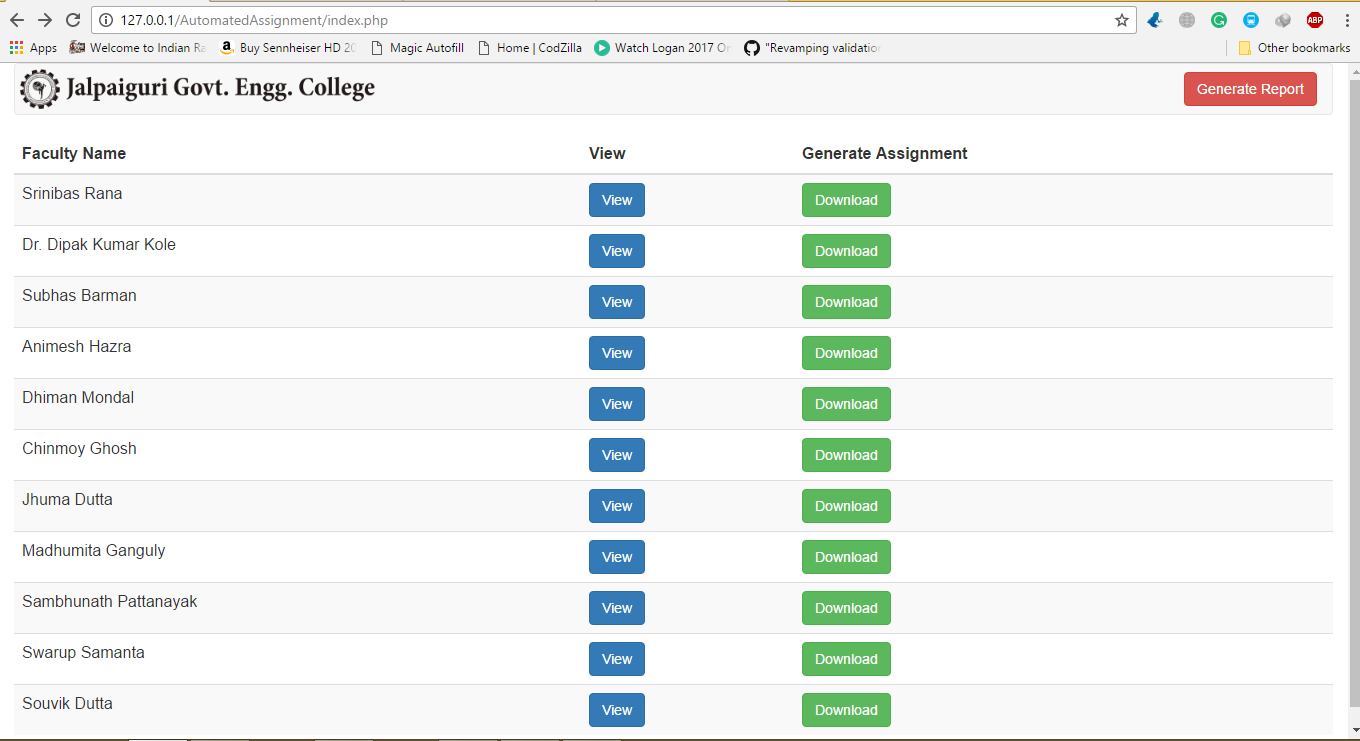 127.0.0.1/AutomatedAssignment/index.php
Apps Welcome to Indian Ra Buy Sennheiser HD 20 Magic Autofill Home | CodZilla Watch Logan 2017 On "Revamping validation Other bookmarks
ABP
Jalpaiguri Govt. Engg. College Generate Report
Faculty Name View Generate Assignment
Srinibas Rana View Download
Dr. Dipak Kumar Kole View Download
Subhas Barman View Download
Animesh Hazra View Download
Dhiman Mondal View Download
Chinmoy Ghosh View Download
Jhuma Dutta View Download
Madhumita Ganguly View Download
Sambhunath Pattanayak View Download
Swarup Samanta View Download
Souvik Dutta View Download